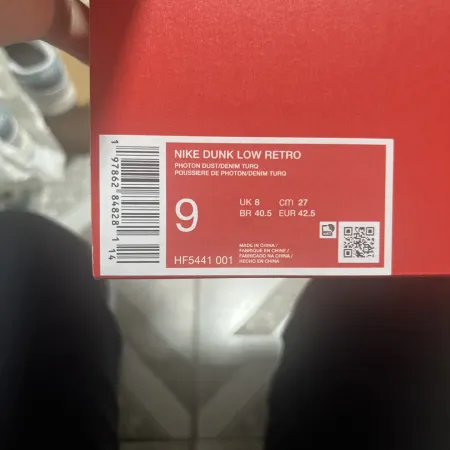 NIKE DUNK LOW RETRO
PHOTON DUST/DENIM TURQ
POUSSIERE DE PHOTON/DENIM TURQ
9
UK 8 cm 27
BR 40.5 EUR 42.5
HF5441 001
MADE IN CHINA /
FABRIQUE EN CHINE /
FABRICADO NA CHINA /
HECHO EN CHINA
1 97862 84828 1 14